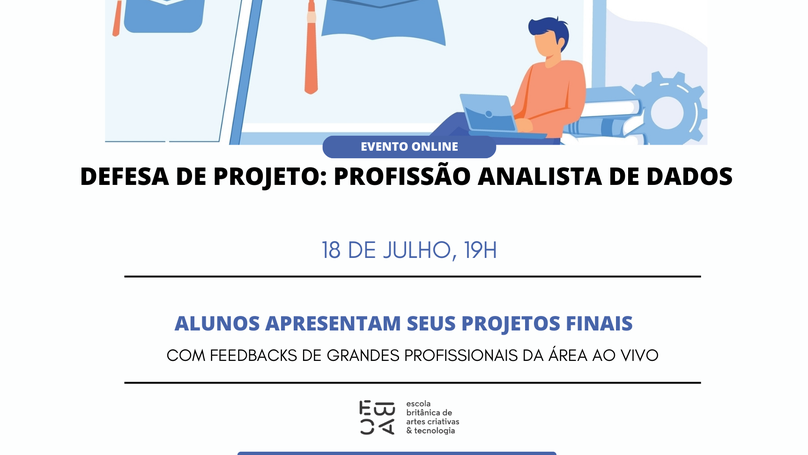 EVENTO ONLINE
DEFESA DE PROJETO: PROFISSÃO ANALISTA DE DADOS
18 DE JULHO, 19H
ALUNOS APRESENTAM SEUS PROJETOS FINAIS
COM FEEDBACKS DE GRANDES PROFISSIONAIS DA ÁREA AO VIVO
EBAC
escola
britânica de
artes criativas
& tecnologia